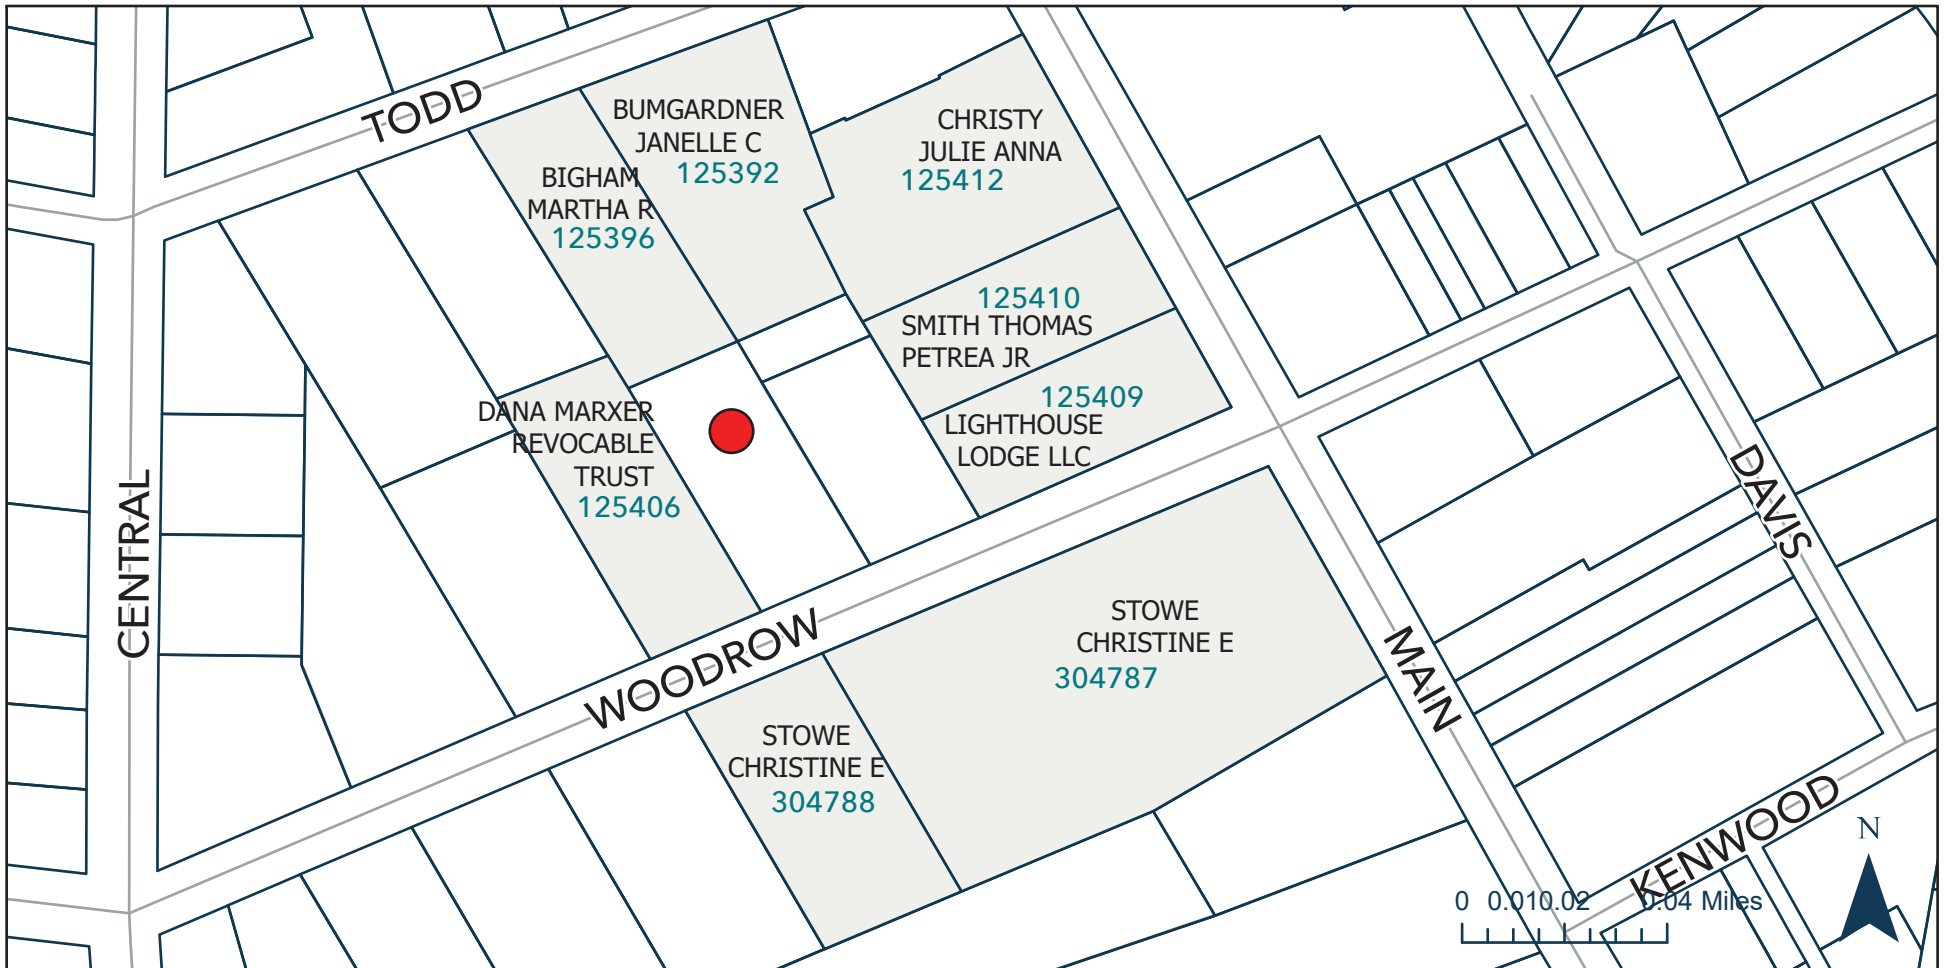 TODD
BUMGARDNER
JANELLE C
125392
CHRISTY
JULIE ANNA
125412
BIGHAM
MARTHA R
125396
125410
SMITH THOMAS
PETREA JR
125409
LIGHTHOUSE
LODGE LLC
DANA MARXER
REVOCABLE
TRUST
125406
CENTRAL
DAVIS
WOODROW
STOWE
CHRISTINE E
304787
MAIN
STOWE
CHRISTINE E
304788
KENWOOD
N
0 0.010.02 0.04 Miles